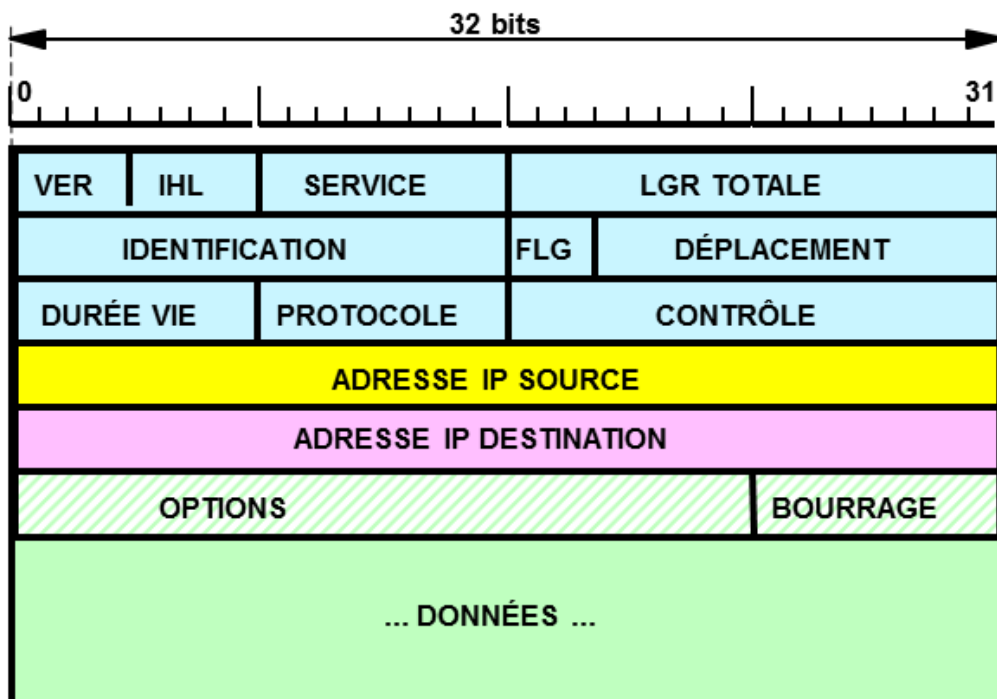 32 bits
0 31
VER IHL SERVICE LGR TOTALE
IDENTIFICATION FLG DÉPLACEMENT
DURÉE VIE PROTOCOLE CONTRÔLE
ADRESSE IP SOURCE
ADRESSE IP DESTINATION
OPTIONS BOURRAGE
... DONNÉES ...